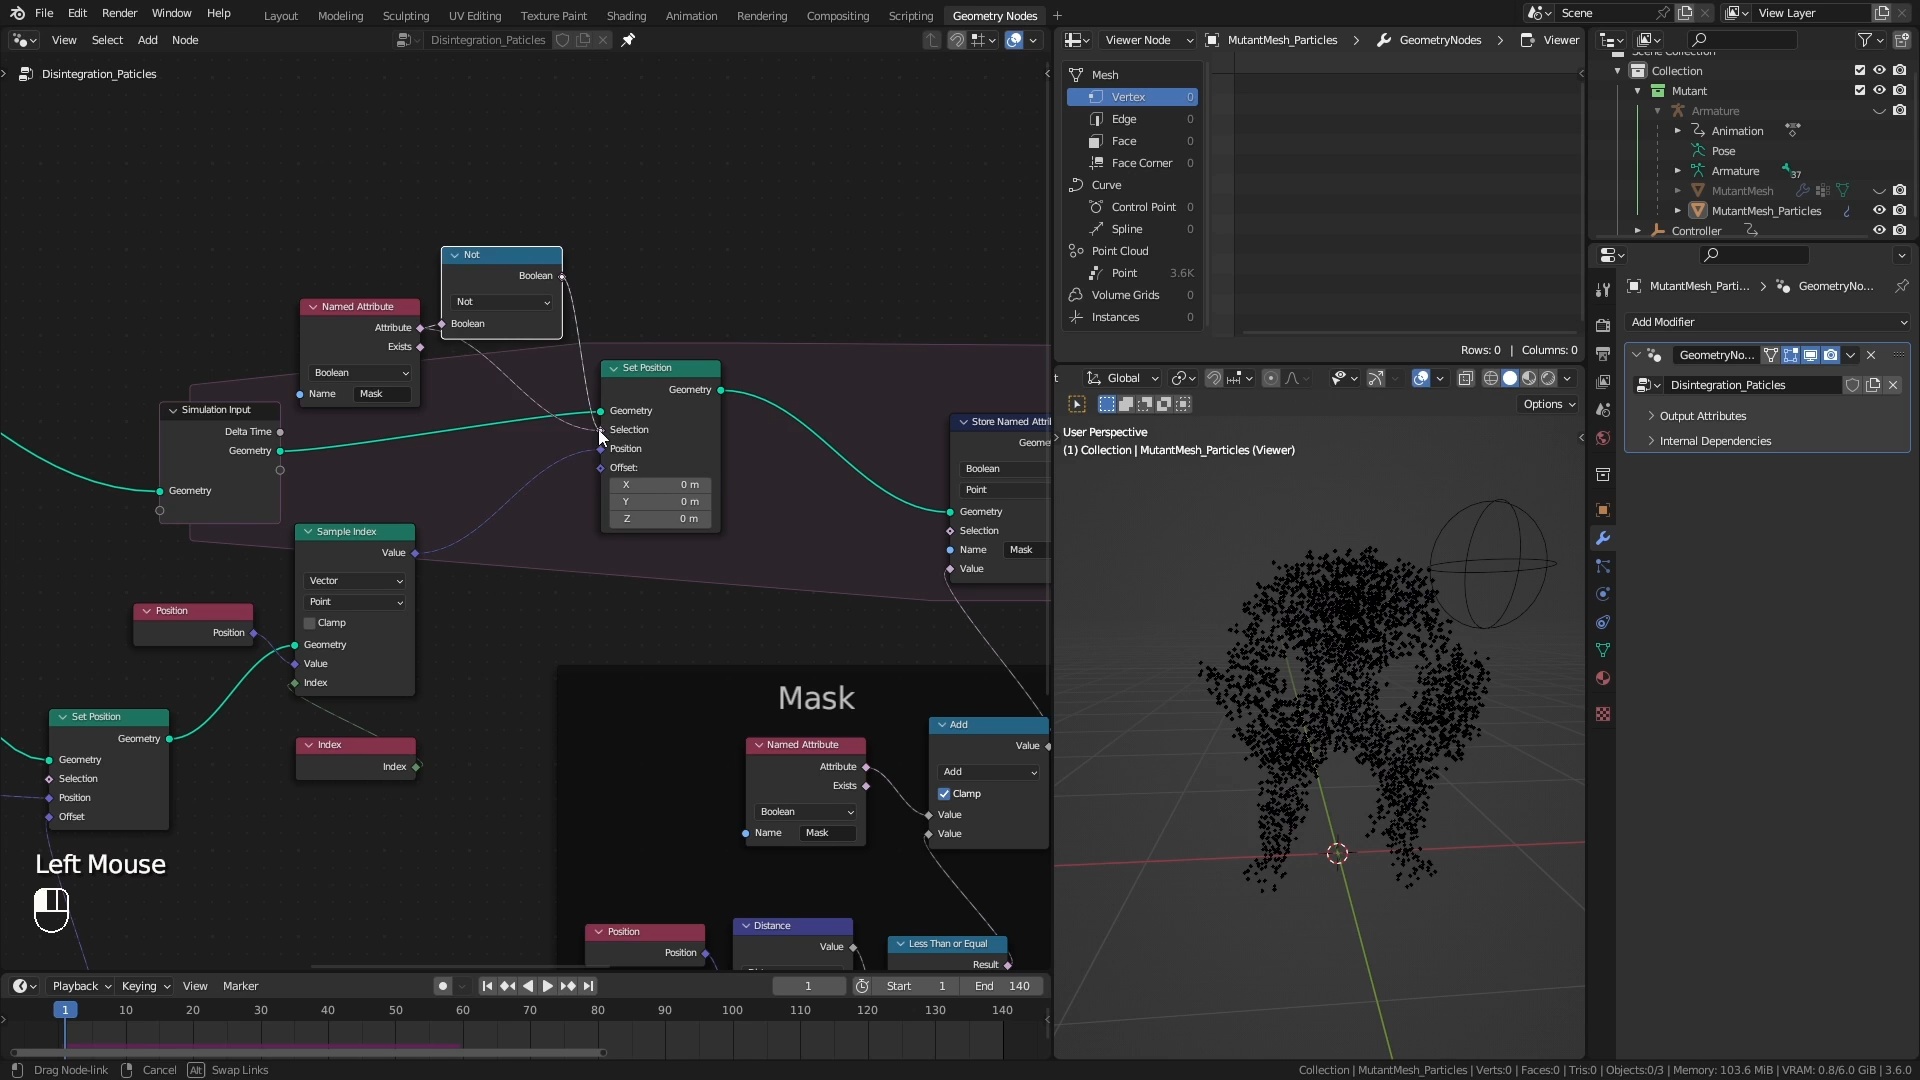 File Edit Render Window Help Layout Modeling Sculpting UV Editing Texture Paint Shading Animation Rendering Compositing Scripting Geometry Nodes + Scene View Layer
View Select Add Node Disintegration_Paticles
Disintegration_Paticles
Not
Boolean
Not
Boolean
Named Attribute
Attribute
Exists
Boolean
Name Mask
Simulation Input
Delta Time
Geometry
Geometry
Set Position
Geometry
Geometry
Selection
Position
Offset:
X 0 m
Y 0 m
Z 0 m
Store Named Attri
Geome
Boolean
Point
Geometry
Selection
Name Mask
Value
Sample Index
Value
Vector
Point
Clamp
Geometry
Value
Index
Position
Position
Set Position
Geometry
Geometry
Selection
Position
Offset
Index
Index
Mask
Named Attribute
Attribute
Exists
Boolean
Name Mask
Add
Value
Add
Clamp
Value
Value
Position
Position
Distance
Value
Less Than or Equal
Result
Left Mouse
Playback Keying View Marker 1 Start 1 End 140
1 10 20 30 40 50 60 70 80 90 100 110 120 130 140
Drag Node-link Cancel Alt Swap Links
Viewer Node MutantMesh_Particles GeometryNodes Viewer
Mesh
Vertex 0
Edge 0
Face 0
Face Corner 0
Curve
Control Point 0
Spline 0
Point Cloud
Point 3.6K
Volume Grids 0
Instances 0
Rows: 0 | Columns: 0
Global
Options
User Perspective
(1) Collection | MutantMesh_Particles (Viewer)
Collection
Mutant
Armature
Animation
Pose
Armature 37
MutantMesh
MutantMesh_Particles
Controller
MutantMesh_Parti... GeometryNo...
Add Modifier
GeometryNo...
Disintegration_Paticles
Output Attributes
Internal Dependencies
Collection | MutantMesh_Particles | Verts:0 | Faces:0 | Tris:0 | Objects:0/3 | Memory: 103.6 MiB | VRAM: 0.8/6.0 GiB | 3.6.0